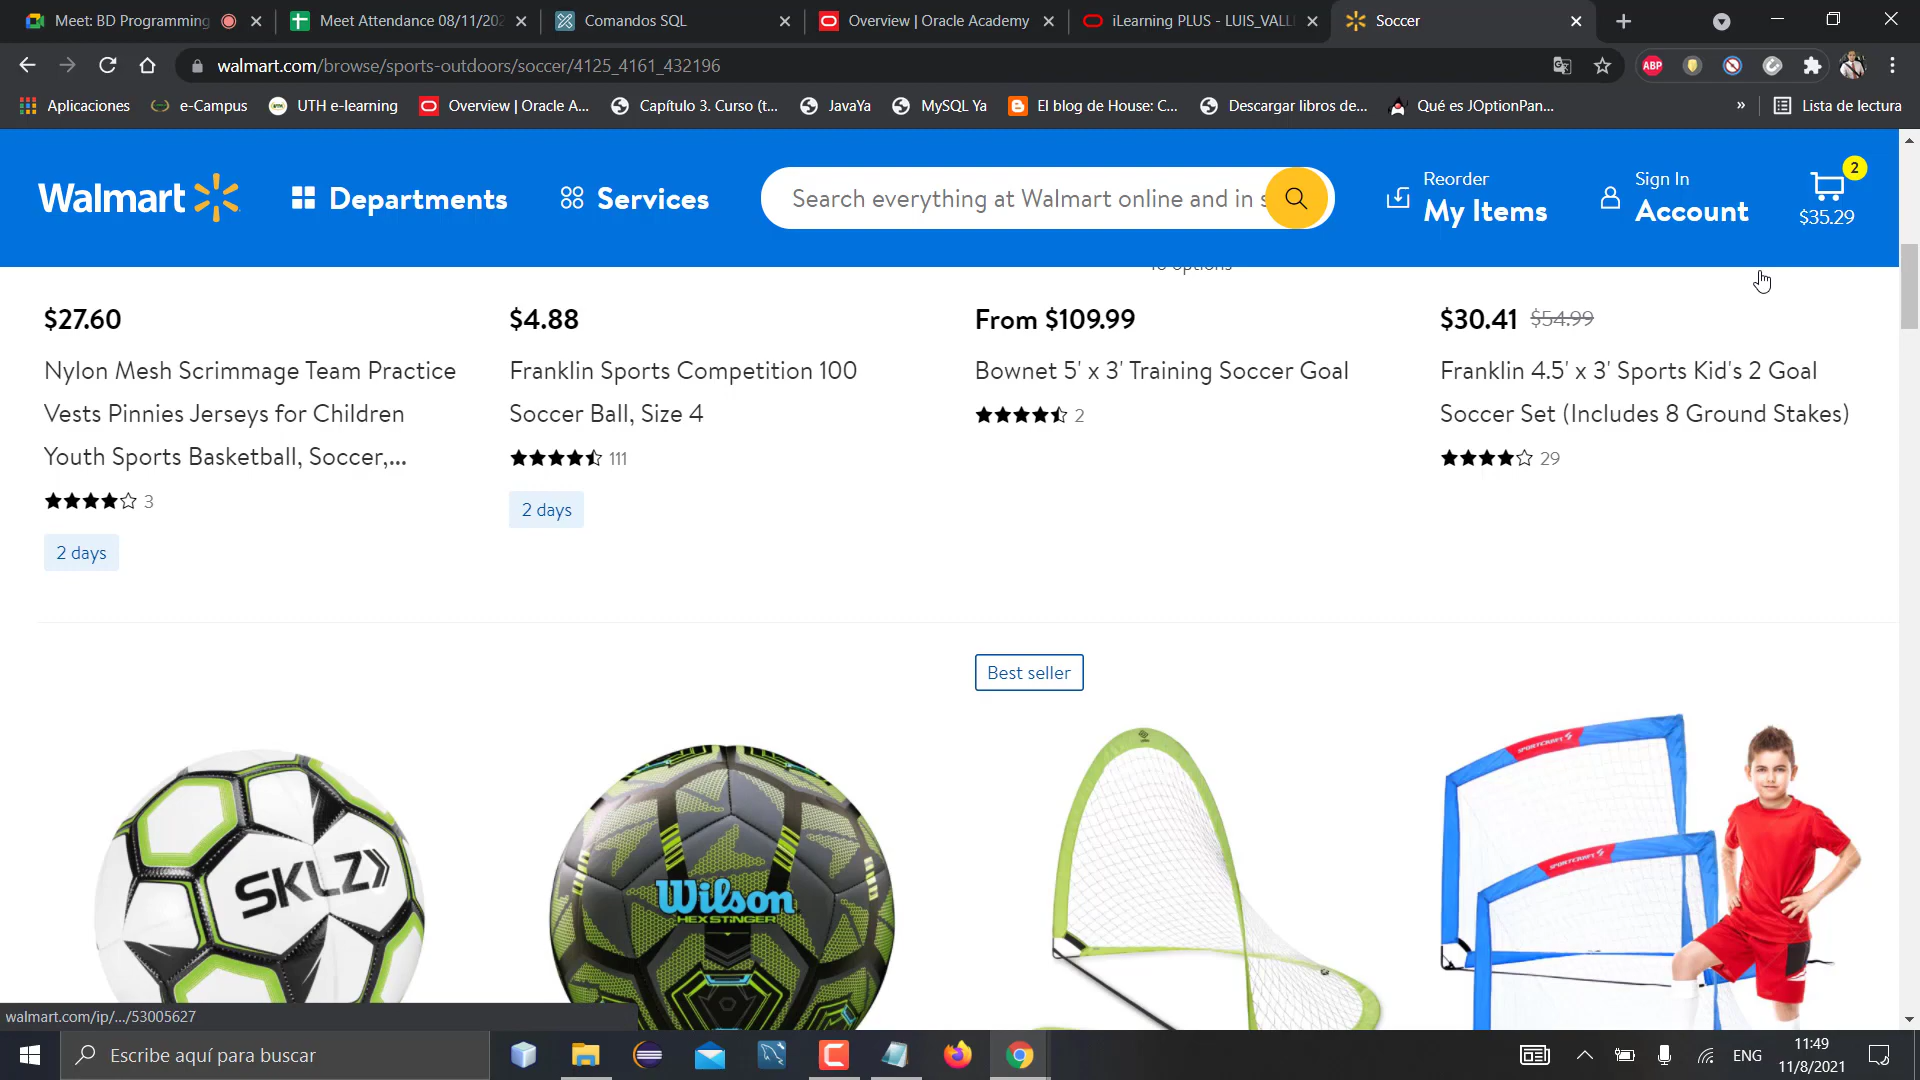 Meet: BD Programming
Meet Attendance 08/11/202
Comandos SQL
Overview | Oracle Academy
iLearning PLUS - LUIS_VALL
Soccer
walmart.com/browse/sports-outdoors/soccer/4125_4161_432196
ABP
Aplicaciones
e-Campus
UTH e-learning
Overview | Oracle A...
Capítulo 3. Curso (t...
JavaYa
MySQL Ya
El blog de House: C...
Descargar libros de...
Qué es JOptionPan...
»
Lista de lectura
Walmart
Departments
Services
Search everything at Walmart online and in s
Reorder
My Items
Sign In
Account
2
$35.29
$27.60
Nylon Mesh Scrimmage Team Practice
Vests Pinnies Jerseys for Children
Youth Sports Basketball, Soccer,...
3
2 days
$4.88
Franklin Sports Competition 100
Soccer Ball, Size 4
111
2 days
From $109.99
Bownet 5' x 3' Training Soccer Goal
2
$30.41 $54.99
Franklin 4.5' x 3' Sports Kid's 2 Goal
Soccer Set (Includes 8 Ground Stakes)
29
Best seller
SKLZ
Wilson
HEX STINGER
SPORTCRAFT
SPORTCRAFT
walmart.com/ip/.../53005627
Escribe aquí para buscar
ENG
11:49
11/8/2021